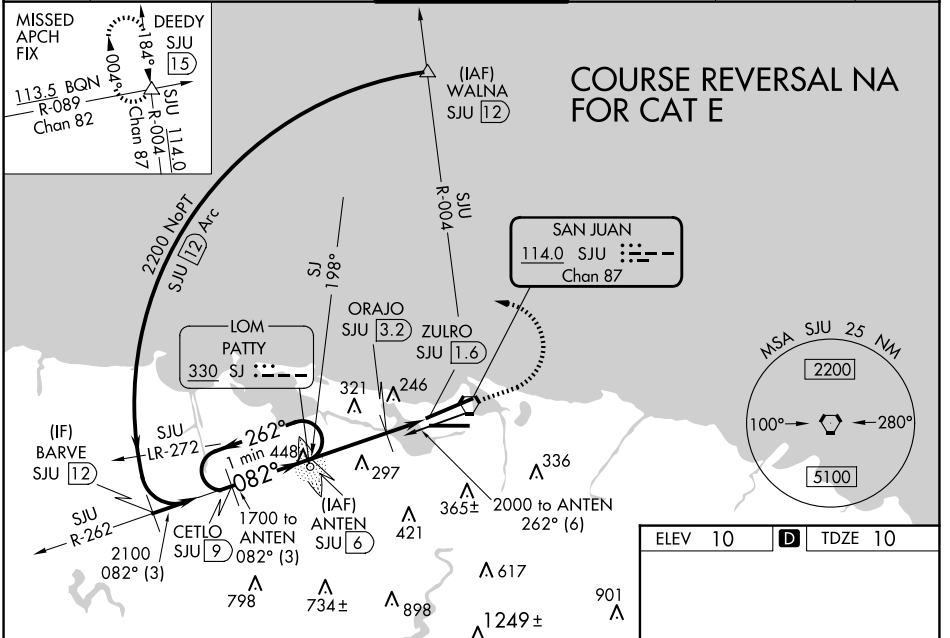 MISSED
APCH
FIX
DEEDY
SJU
15
184°
004°
113.5 BQN
R-089
Chan 82
SJU 114.0
R-004
Chan 87
(IAF)
WALNA
SJU 12
COURSE REVERSAL NA
FOR CAT E
2200 NoPT
SJU 12 Arc
SJU
R-004
SJ
198°
SAN JUAN
114.0 SJU
Chan 87
ORAJO
SJU 3.2
ZULRO
SJU 1.6
LOM
PATTY
330 SJ
321
246
MSA SJU 25 NM
2200
100°
280°
5100
(IF)
BARVE
SJU 12
SJU
LR-272
262°
1 min
448
082°
297
336
365±
421
2000 to ANTEN
262° (6)
SJU
R-262
2100
082° (3)
CETLO
SJU 9
1700 to
ANTEN
082° (3)
(IAF)
ANTEN
SJU 6
617
798
734±
898
1249±
901
ELEV 10
D
TDZE 10